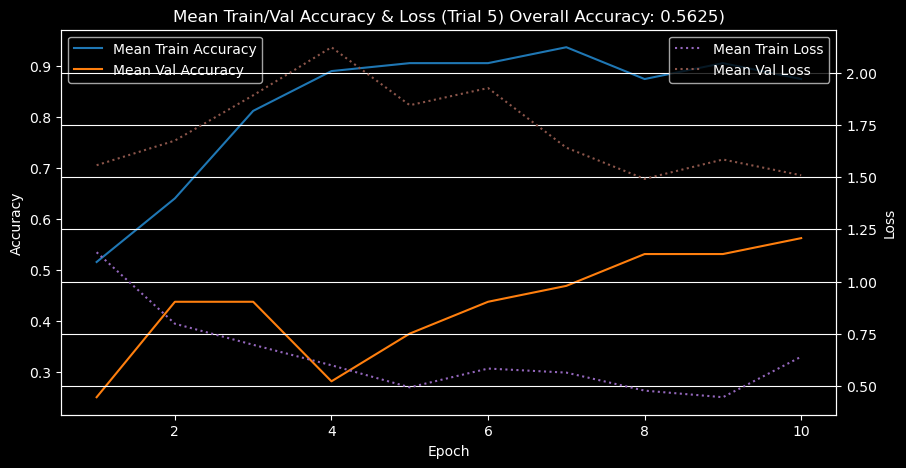 Mean Train/Val Accuracy & Loss (Trial 5) Overall Accuracy: 0.5625)
Mean Train Accuracy
Mean Val Accuracy
Mean Train Loss
Mean Val Loss
Accuracy
0.9
0.8
0.7
0.6
0.5
0.4
0.3
2.00
1.75
1.50
1.25
1.00
0.75
0.50
Loss
2
4
6
8
10
Epoch